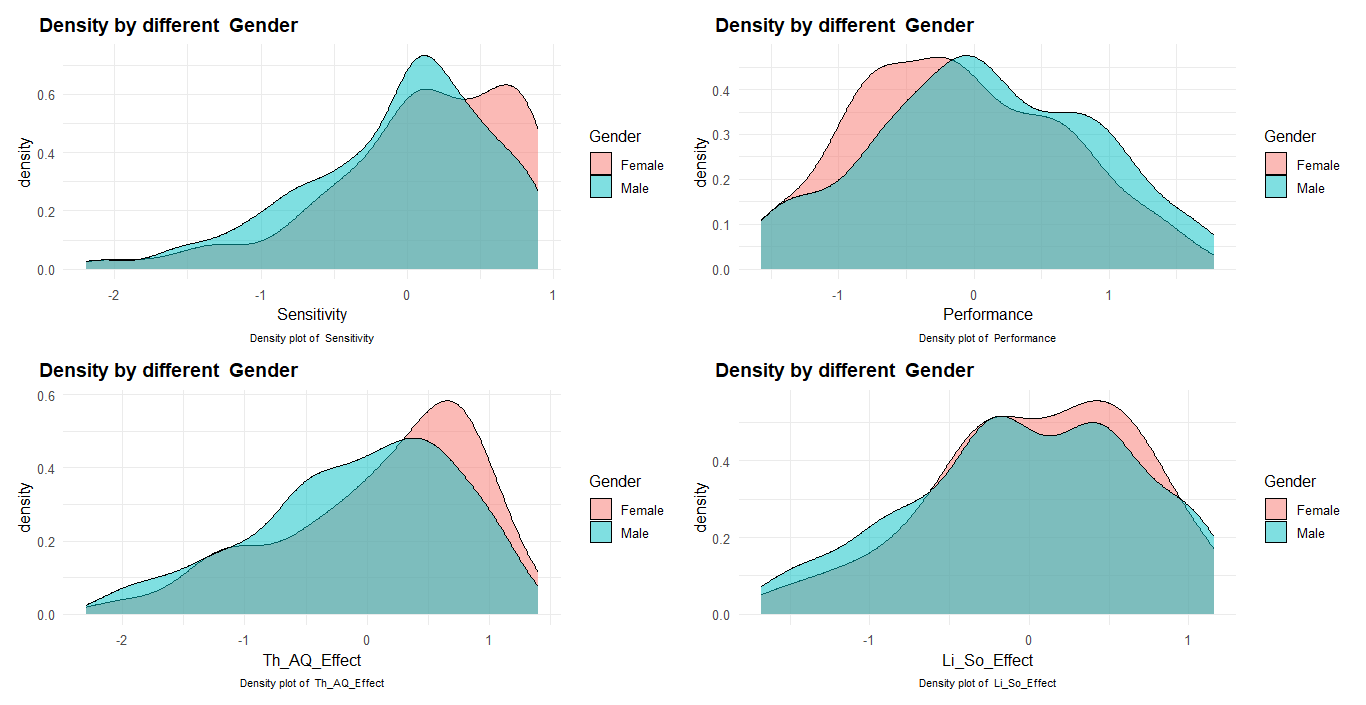 Density by different  Gender
density
0.6
0.4
0.2
0.0
-2
-1
0
1
Sensitivity
Density plot of  Sensitivity
Gender
Female
Male
Density by different  Gender
density
0.4
0.3
0.2
0.1
0.0
-1
0
1
Performance
Density plot of  Performance
Gender
Female
Male
Density by different  Gender
density
0.6
0.4
0.2
0.0
-2
-1
0
1
Th_AQ_Effect
Density plot of  Th_AQ_Effect
Gender
Female
Male
Density by different  Gender
density
0.4
0.2
0.0
-1
0
1
Li_So_Effect
Density plot of  Li_So_Effect
Gender
Female
Male